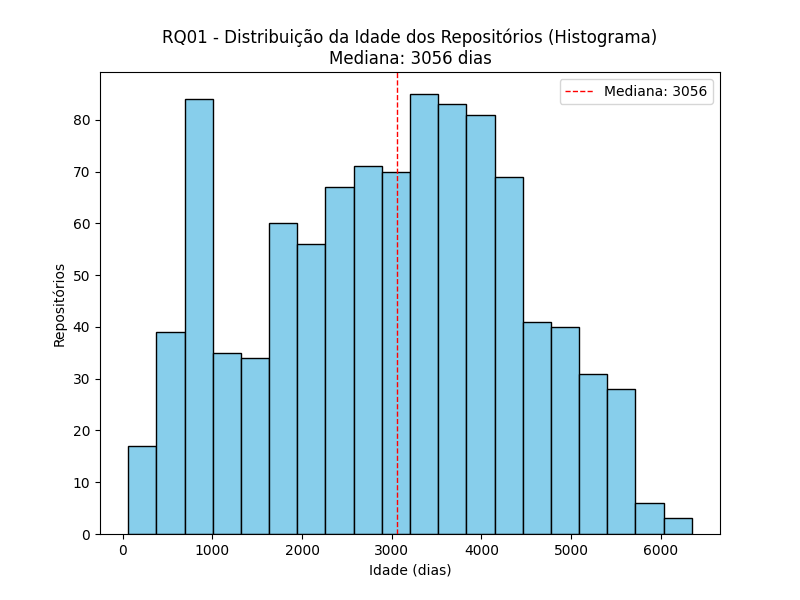 RQ01 - Distribuição da Idade dos Repositórios (Histograma)
Mediana: 3056 dias
Mediana: 3056
Repositórios
80
70
60
50
40
30
20
10
0
0 1000 2000 3000 4000 5000 6000
Idade (dias)